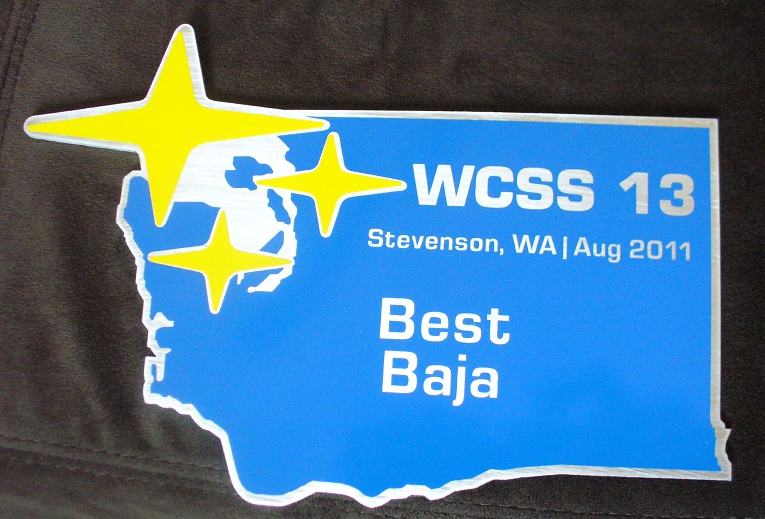 WCSS 13
Stevenson, WA | Aug 2011
Best
Baja